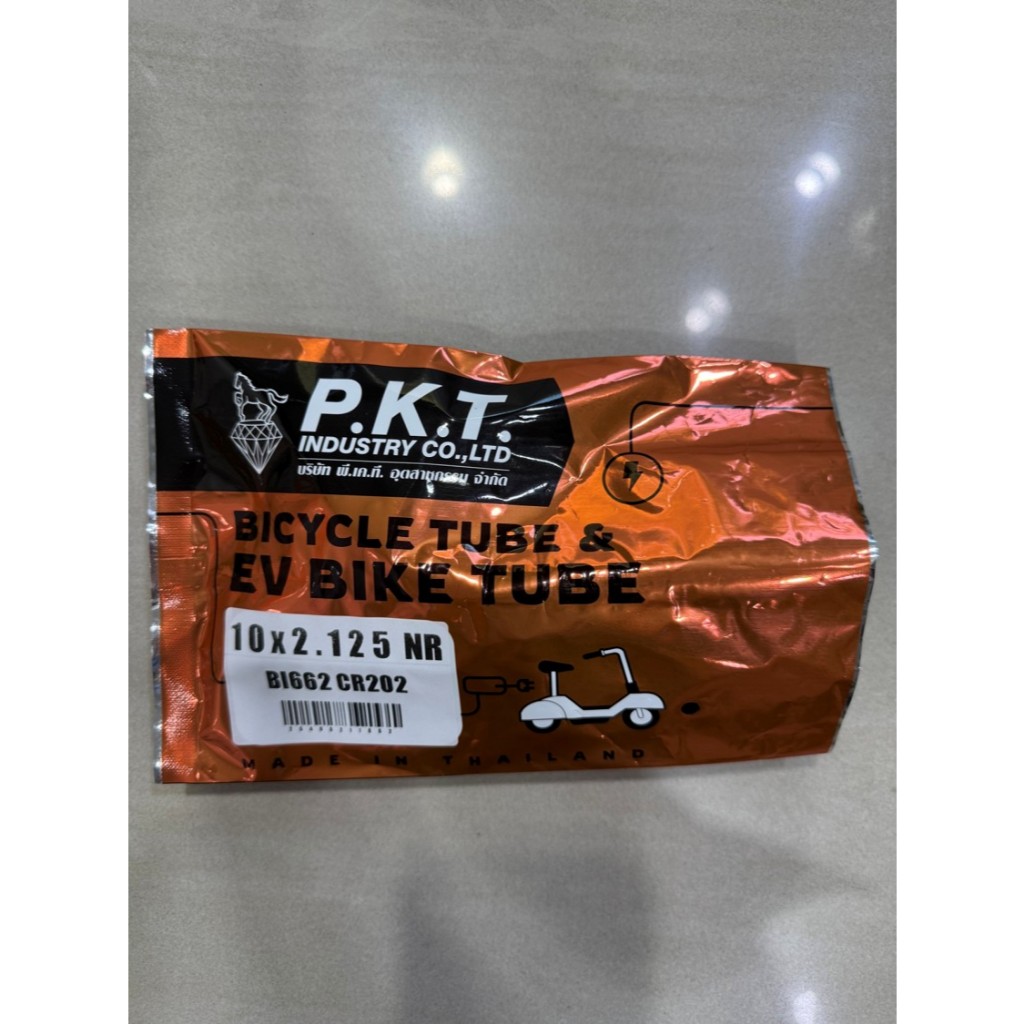 P.K.T.
INDUSTRY CO.,LTD
บริษัท พี.เค.ที. อุตสาหกรรม จำกัด
BICYCLE TUBE &
EV BIKE TUBE
10x2.125 NR
BI662 CR202
MADE IN THAILAND